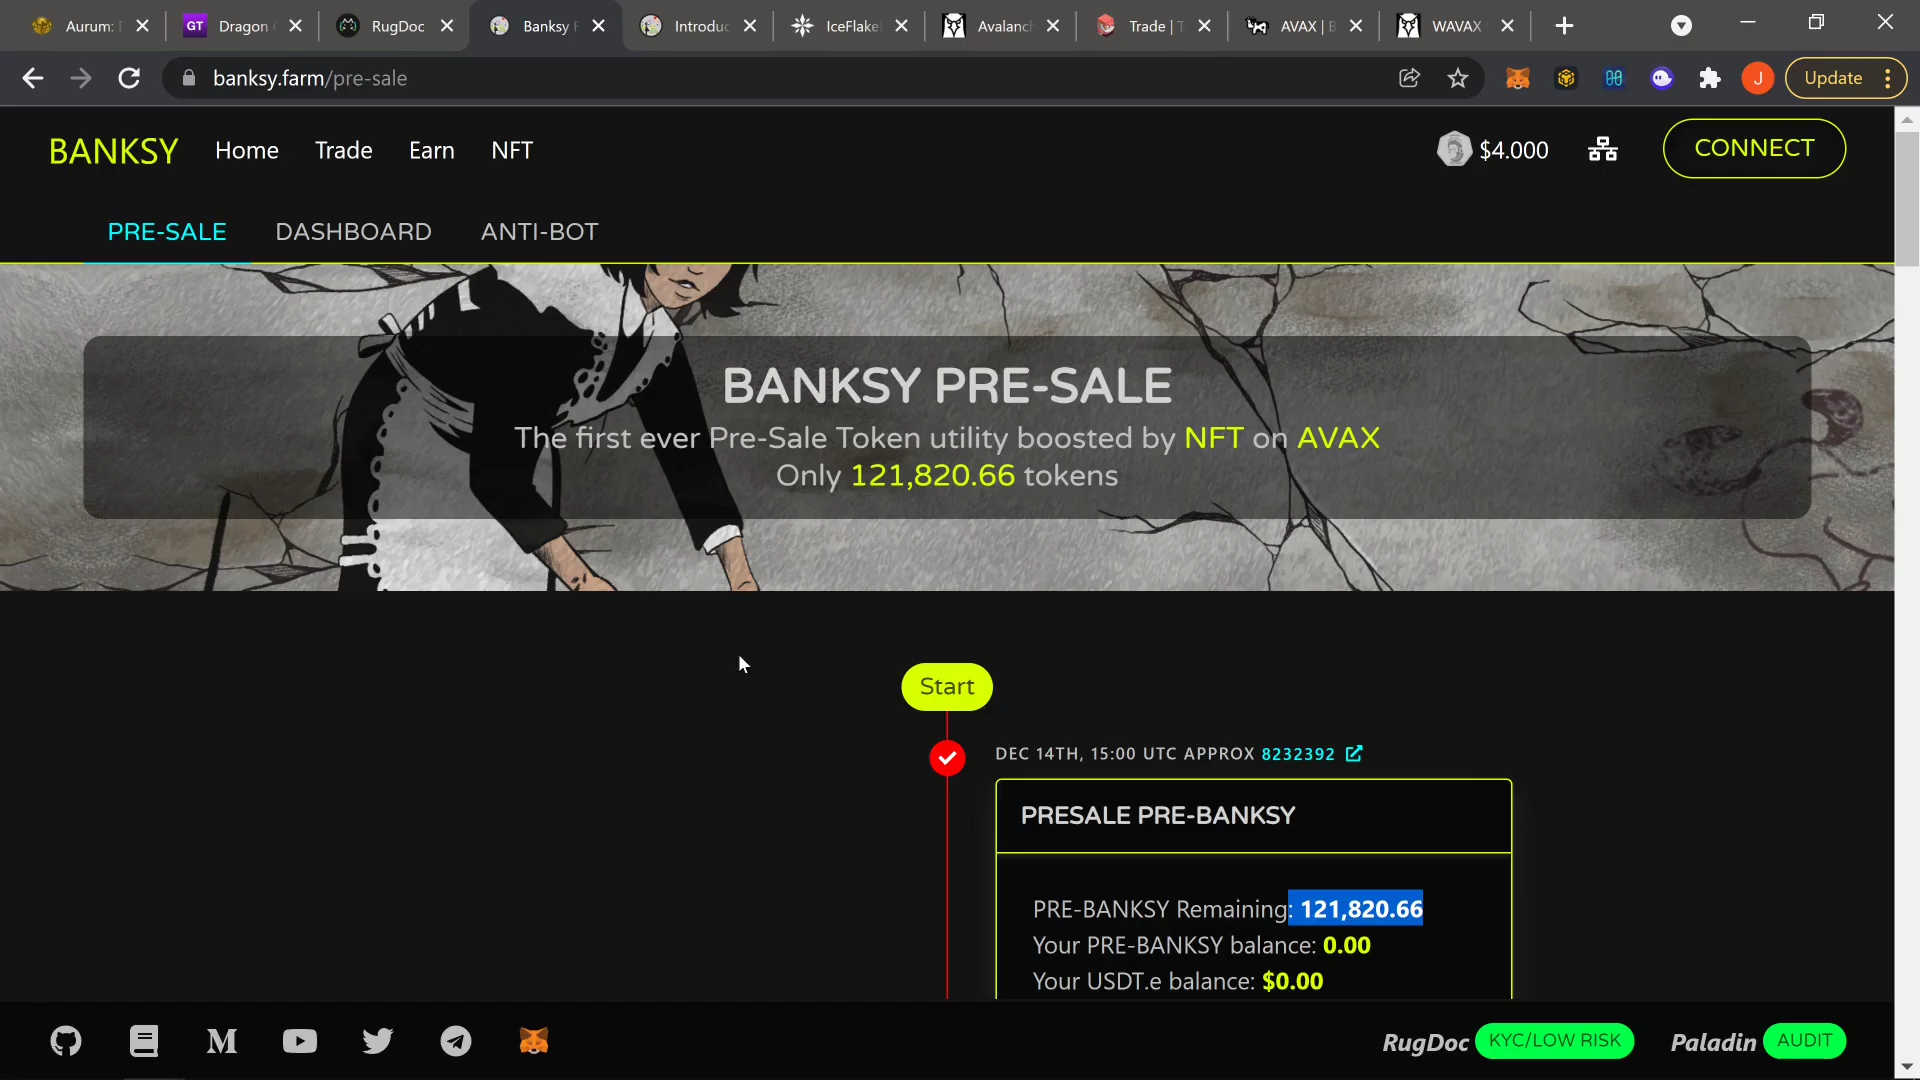 Aurum:
GT Dragon
RugDoc
Banksy F
Introduc
IceFlake
Avalanc
Trade | T
AVAX | B
WAVAX
banksy.farm/pre-sale
J
Update
BANKSY
Home
Trade
Earn
NFT
$4.000
CONNECT
PRE-SALE
DASHBOARD
ANTI-BOT
BANKSY PRE-SALE
The first ever Pre-Sale Token utility boosted by NFT on AVAX
Only 121,820.66 tokens
Start
DEC 14TH, 15:00 UTC APPROX 8232392
PRESALE PRE-BANKSY
PRE-BANKSY Remaining: 121,820.66
Your PRE-BANKSY balance: 0.00
Your USDT.e balance: $0.00
RugDoc KYC/LOW RISK
Paladin AUDIT